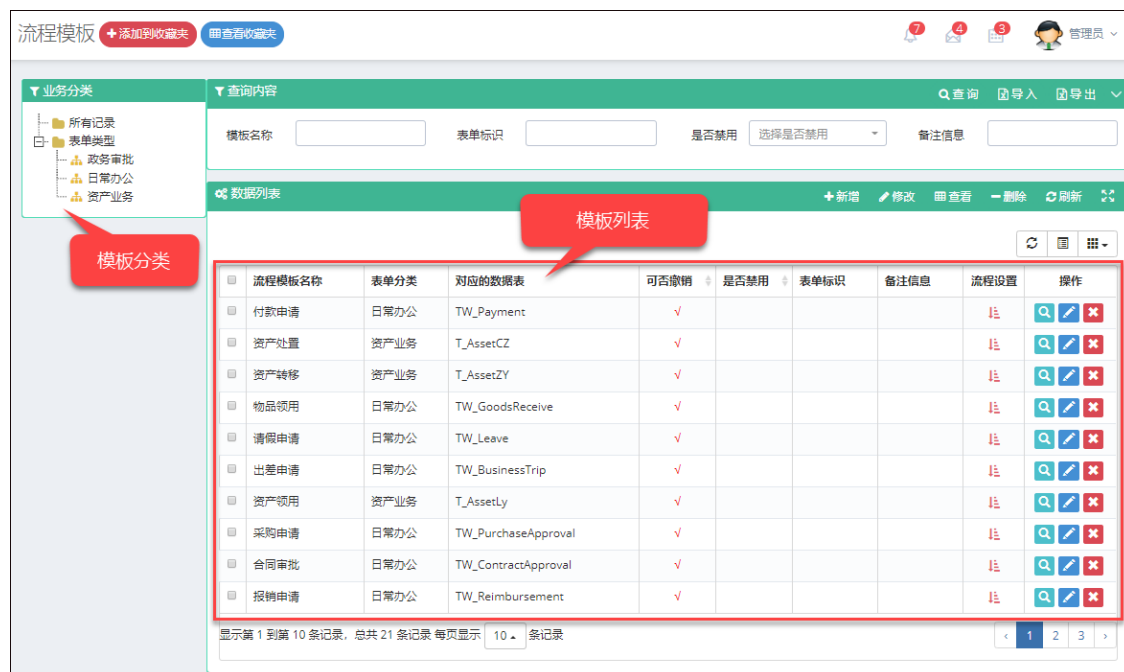 流程模板 添加到收藏夹 查看收藏夹 7 4 3 管理员
业务分类
所有记录
表单类型
政务审批
日常办公
资产业务
模板分类
查询内容 查询 导入 导出
模板名称 表单标识 是否禁用 选择是否禁用 备注信息
数据列表 新增 修改 查看 删除 刷新
模板列表
流程模板名称 表单分类 对应的数据表 可否撤销 是否禁用 表单标识 备注信息 流程设置 操作
付款申请 日常办公 TW_Payment √
资产处置 资产业务 T_AssetCZ √
资产转移 资产业务 T_AssetZY √
物品领用 日常办公 TW_GoodsReceive √
请假申请 日常办公 TW_Leave √
出差申请 日常办公 TW_BusinessTrip √
资产领用 资产业务 T_AssetLy √
采购申请 日常办公 TW_PurchaseApproval √
合同审批 日常办公 TW_ContractApproval √
报销申请 日常办公 TW_Reimbursement √
显示第 1 到第 10 条记录，总共 21 条记录 每页显示 10 条记录 ‹ 1 2 3 ›